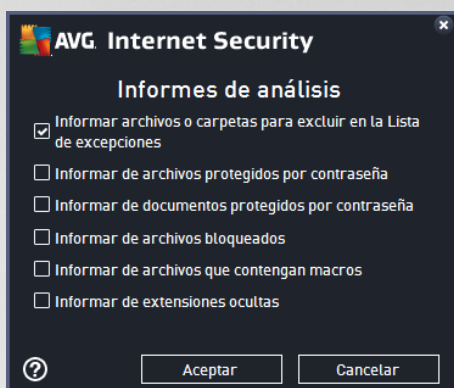 AVG. Internet Security
Informes de análisis
Informar archivos o carpetas para excluir en la Lista
de excepciones
Informar de archivos protegidos por contraseña
Informar de documentos protegidos por contraseña
Informar de archivos bloqueados
Informar de archivos que contengan macros
Informar de extensiones ocultas
? Aceptar Cancelar